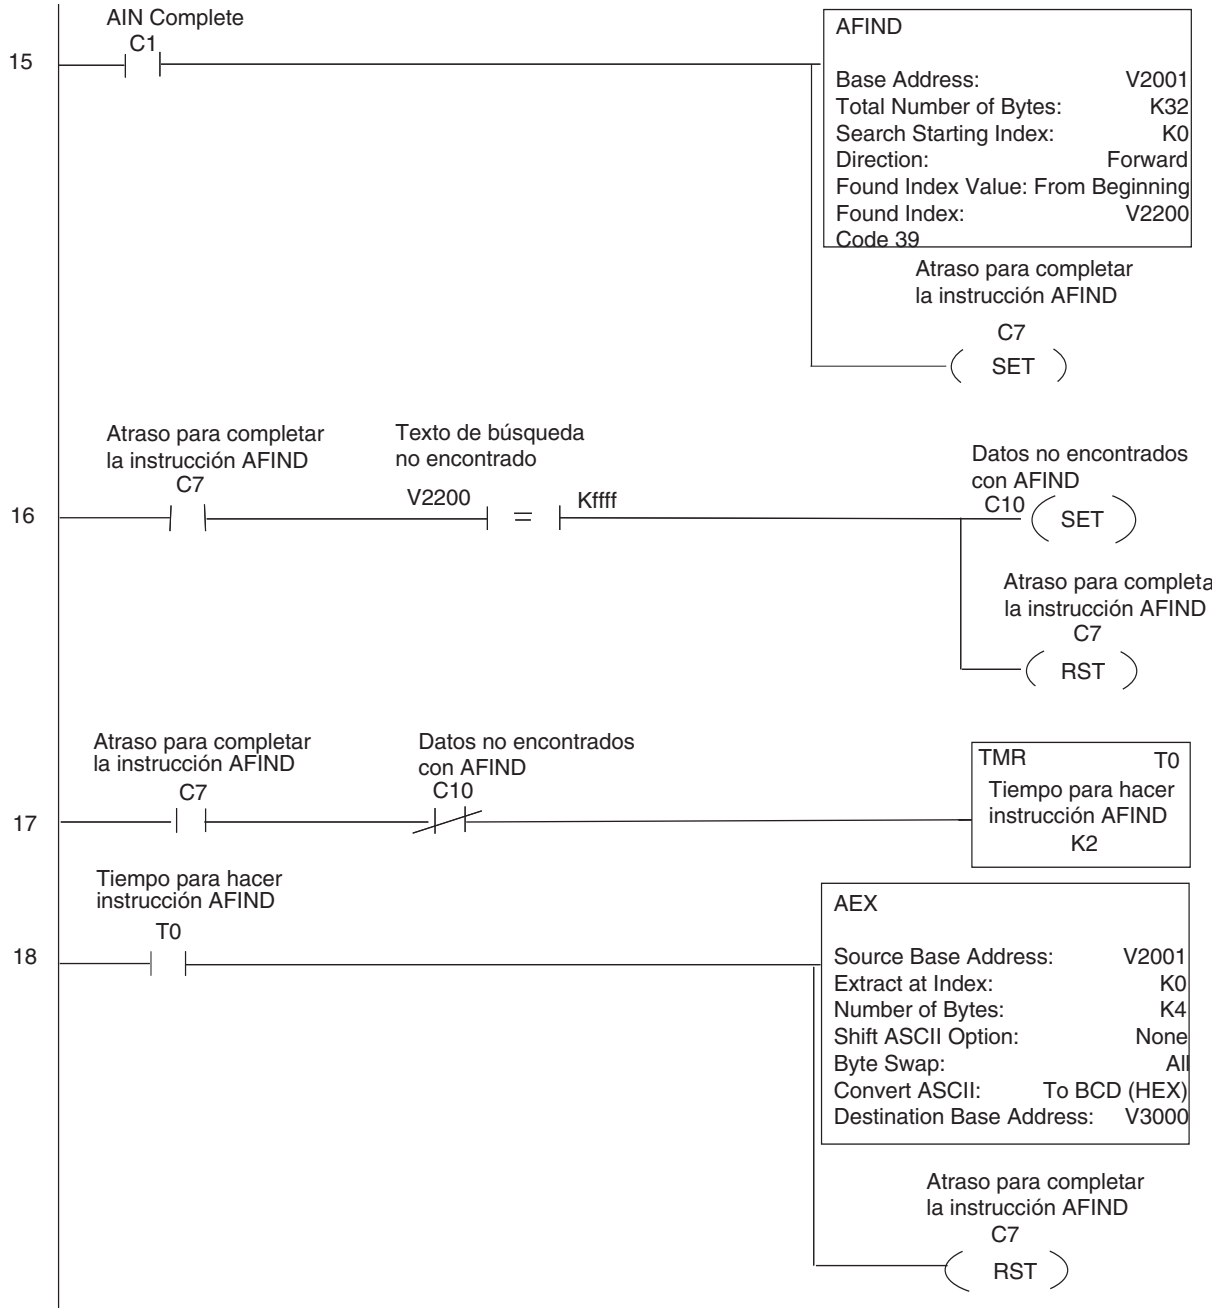 AIN Complete
C1
15
AFIND
Base Address: V2001
Total Number of Bytes: K32
Search Starting Index: K0
Direction: Forward
Found Index Value: From Beginning
Found Index: V2200
Code 39
Atraso para completar
la instrucción AFIND
C7
SET
Atraso para completar
la instrucción AFIND
C7
Texto de búsqueda
no encontrado
V2200 = Kffff
16
Datos no encontrados
con AFIND
C10
SET
Atraso para completa
la instrucción AFIND
C7
RST
Atraso para completar
la instrucción AFIND
C7
Datos no encontrados
con AFIND
C10
17
TMR T0
Tiempo para hacer
instrucción AFIND
K2
Tiempo para hacer
instrucción AFIND
T0
18
AEX
Source Base Address: V2001
Extract at Index: K0
Number of Bytes: K4
Shift ASCII Option: None
Byte Swap: All
Convert ASCII: To BCD (HEX)
Destination Base Address: V3000
Atraso para completar
la instrucción AFIND
C7
RST